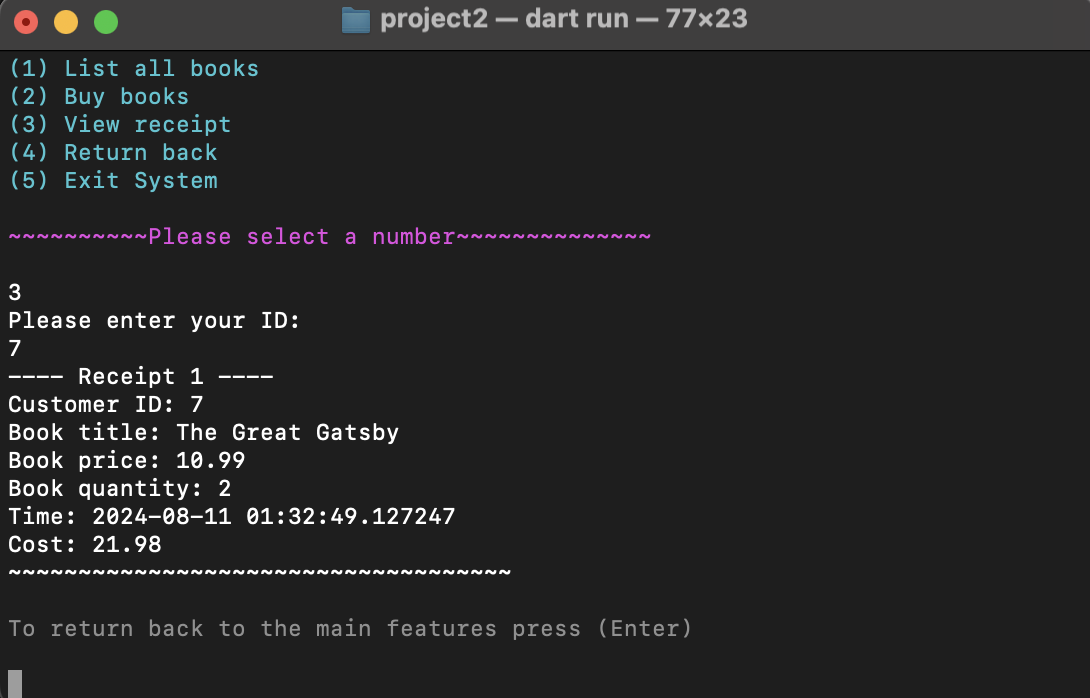 project2 — dart run — 77×23
(1) List all books
(2) Buy books
(3) View receipt
(4) Return back
(5) Exit System
~~~~~~~~~~Please select a number~~~~~~~~~~~~~~
3
Please enter your ID:
7
---- Receipt 1 ----
Customer ID: 7
Book title: The Great Gatsby
Book price: 10.99
Book quantity: 2
Time: 2024-08-11 01:32:49.127247
Cost: 21.98
~~~~~~~~~~~~~~~~~~~~~~~~~~~~~~~~~~~~
To return back to the main features press (Enter)